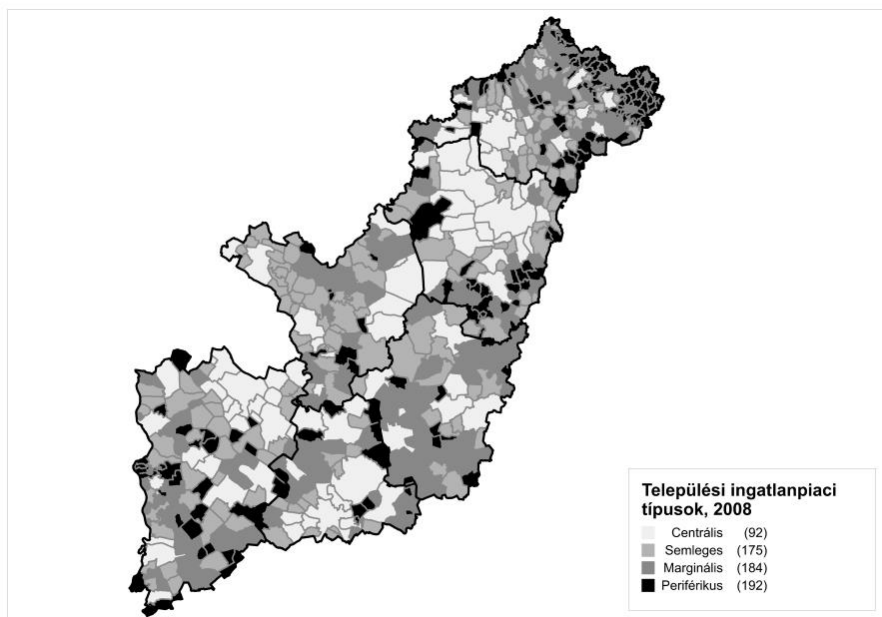 Települési ingatlanpiaci
típusok, 2008
Centrális (92)
Semleges (175)
Marginális (184)
Periférikus (192)